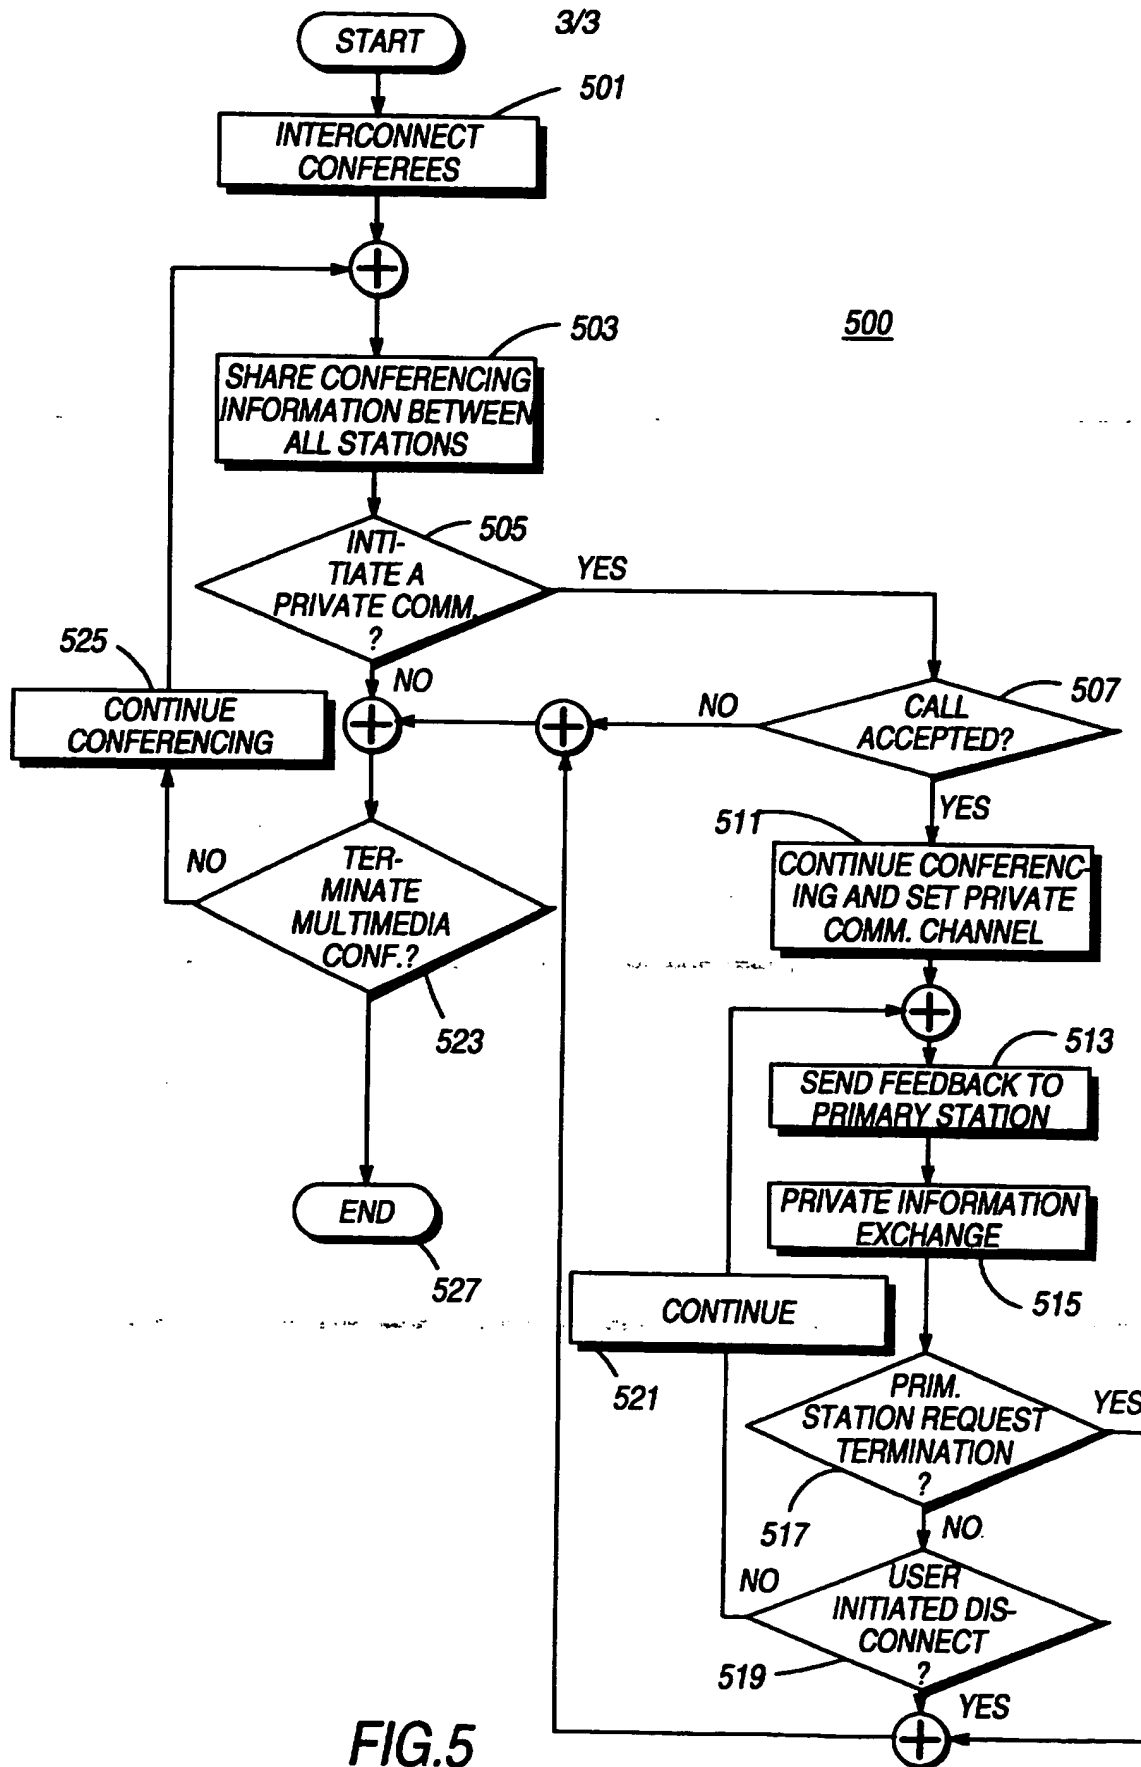 3/3
START
501
INTERCONNECT
CONFEREES
503
500
SHARE CONFERENCING
INFORMATION BETWEEN
ALL STATIONS
505
INTI-
TIATE A
PRIVATE COMM.
?
YES
NO
525
CONTINUE
CONFERENCING
NO
507
CALL
ACCEPTED?
YES
511
CONTINUE CONFERENC-
ING AND SET PRIVATE
COMM. CHANNEL
NO
TER-
MINATE
MULTIMEDIA
CONF.?
523
513
SEND FEEDBACK TO
PRIMARY STATION
PRIVATE INFORMATION
EXCHANGE
515
END
527
CONTINUE
521
PRIM.
STATION REQUEST
TERMINATION
?
YES
517
NO
NO
USER
INITIATED DIS-
CONNECT
?
519
YES
FIG.5